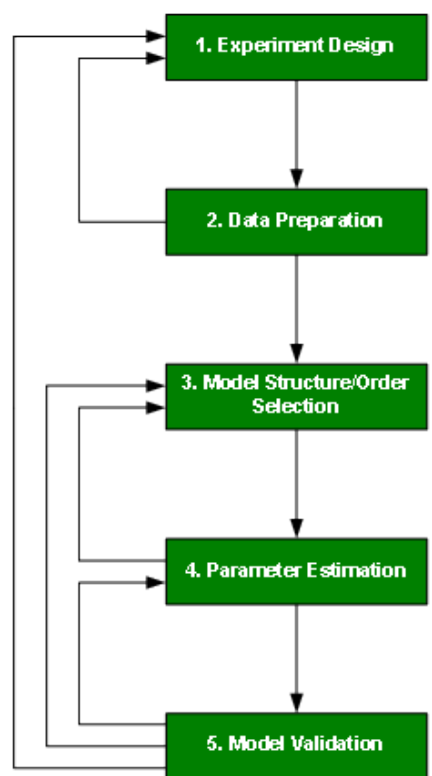 1. Experiment Design
2. Data Preparation
3. Model Structure/Order
Selection
4. Parameter Estimation
5. Model Validation